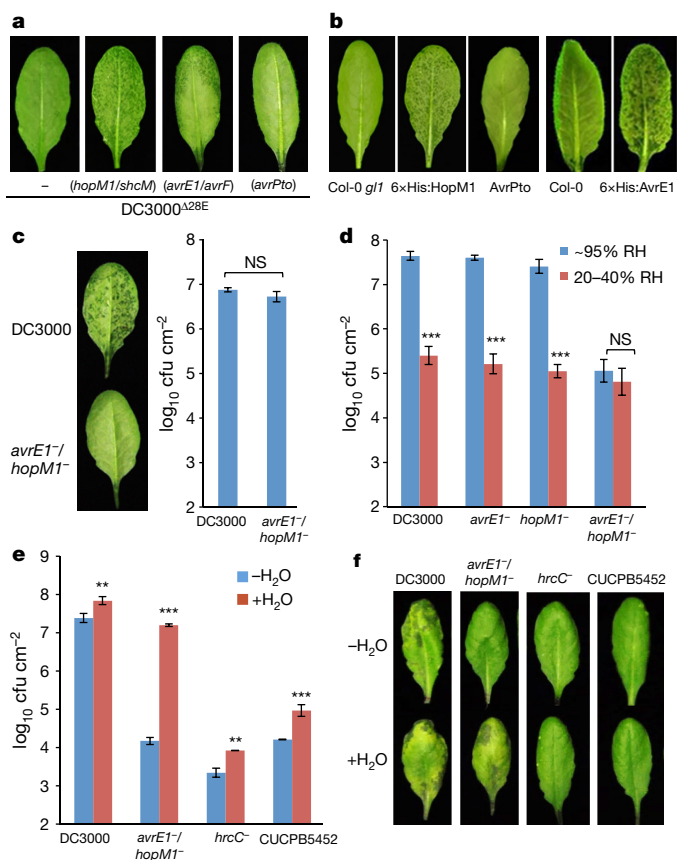 a
– (hopM1/shcM) (avrE1/avrF) (avrPto)
DC3000Δ28E
b
Col-0 gl1 6×His:HopM1 AvrPto Col-0 6×His:AvrE1
c
DC3000
avrE1–/
hopM1–
log10 cfu cm–2
8
7
6
5
4
3
2
NS
DC3000 avrE1–/
hopM1–
d
log10 cfu cm–2
8
7
6
5
4
3
2
~95% RH
20–40% RH
***
***
***
NS
DC3000 avrE1– hopM1– avrE1–/
hopM1–
e
log10 cfu cm–2
9
8
7
6
5
4
3
2
–H2O
+H2O
**
***
**
***
DC3000 avrE1–/ hrcC– CUCPB5452
hopM1–
f
DC3000 avrE1–/ hrcC– CUCPB5452
hopM1–
–H2O
+H2O